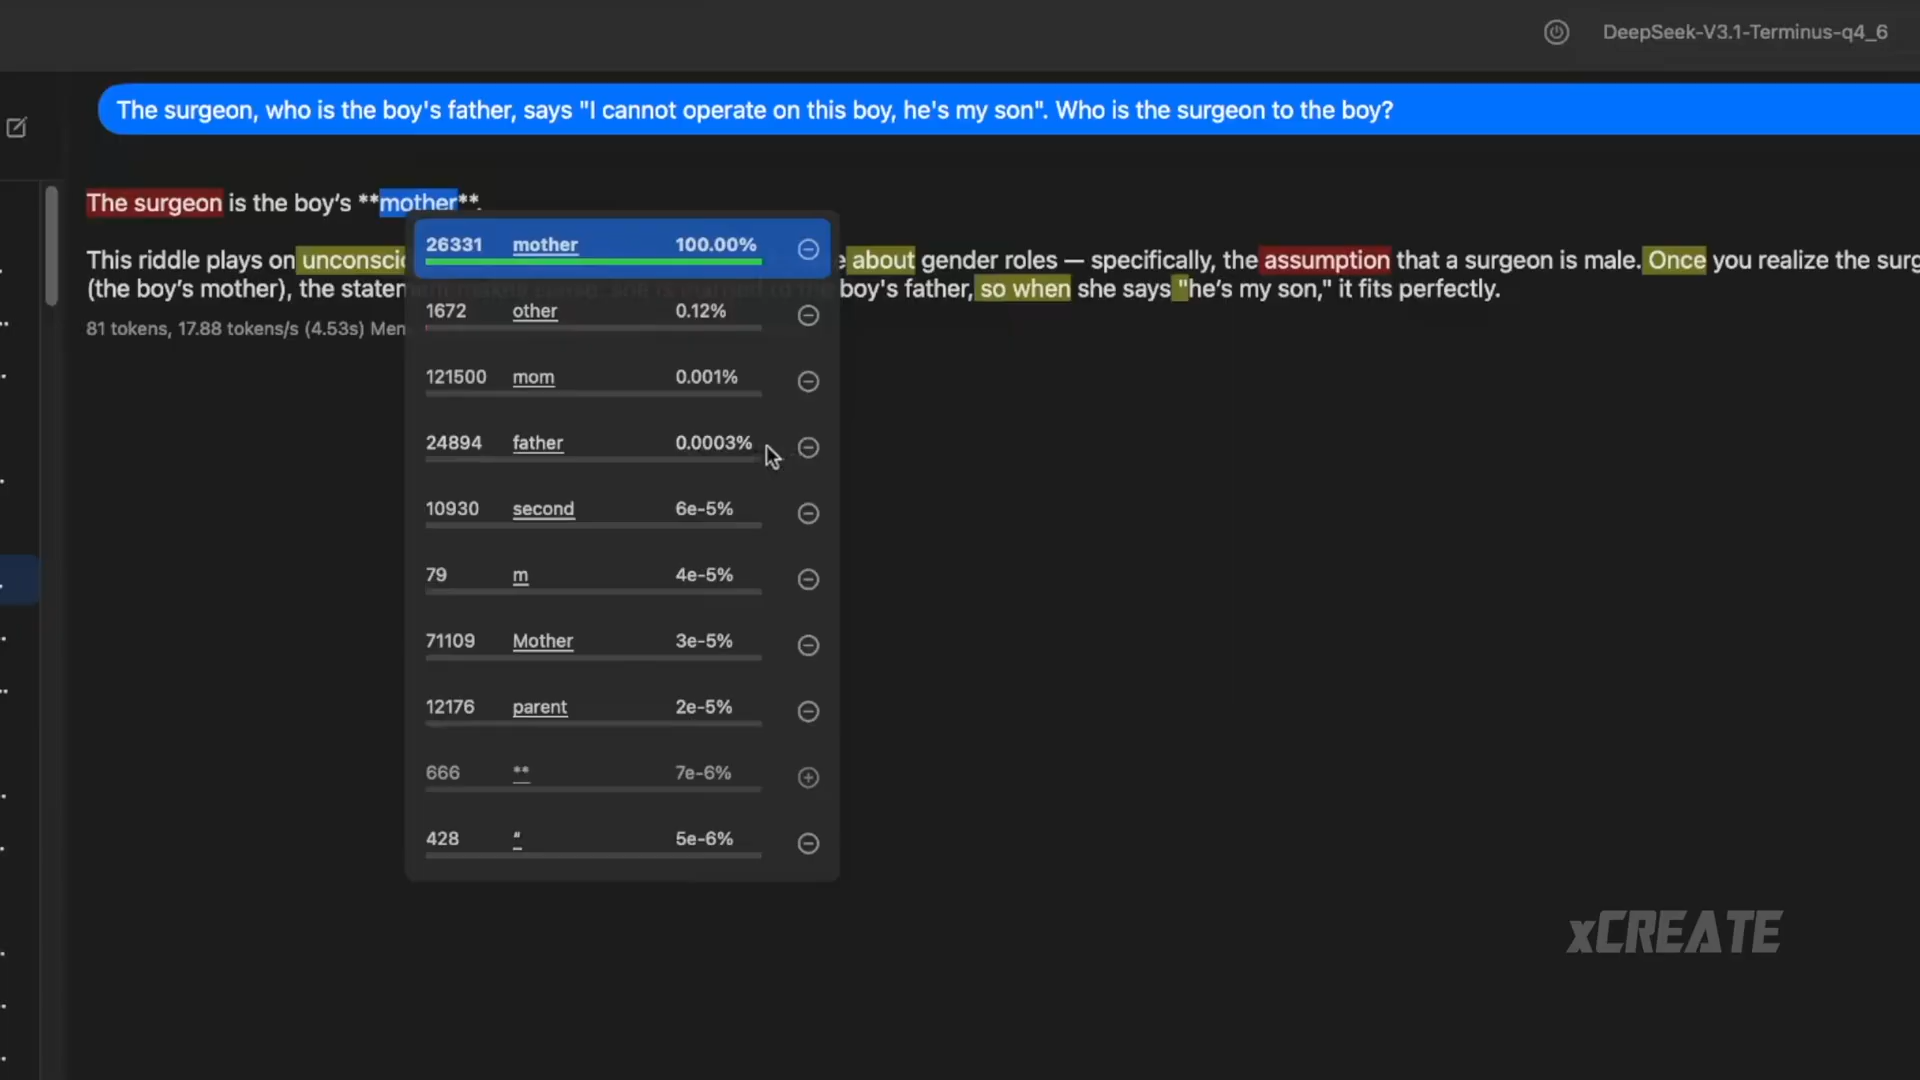 DeepSeek-V3.1-Terminus-q4_6
The surgeon, who is the boy's father, says "I cannot operate on this boy, he's my son". Who is the surgeon to the boy?
The surgeon is the boy’s **mother**.
This riddle plays on unconscio
about gender roles — specifically, the assumption that a surgeon is male. Once you realize the surg
(the boy’s mother), the statem
boy's father, so when she says "he’s my son," it fits perfectly.
81 tokens, 17.88 tokens/s (4.53s) Mem
26331 mother 100.00%
1672 other 0.12%
121500 mom 0.001%
24894 father 0.0003%
10930 second 6e-5%
79 m 4e-5%
71109 Mother 3e-5%
12176 parent 2e-5%
666 ** 7e-6%
428 “ 5e-6%
xCREATE